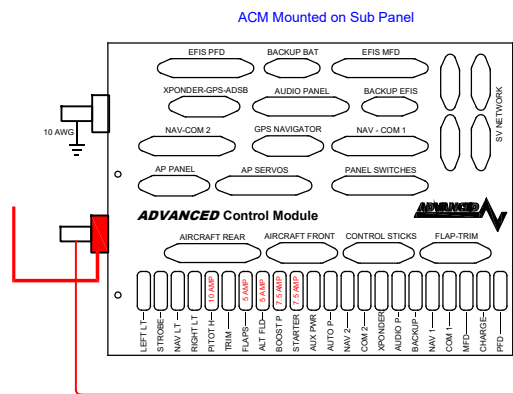 ACM Mounted on Sub Panel
EFIS PFD
BACKUP BAT
EFIS MFD
XPONDER-GPS-ADSB
AUDIO PANEL
BACKUP EFIS
SV NETWORK
10 AWG
NAV-COM 2
GPS NAVIGATOR
NAV - COM 1
AP PANEL
AP SERVOS
PANEL SWITCHES
ADVANCED Control Module
ADVANCED
AIRCRAFT REAR
AIRCRAFT FRONT
CONTROL STICKS
FLAP-TRIM
10 AMP
5 AMP
5 AMP
7.5 AMP
7.5 AMP
LEFT LT
STROBE
NAV LT
RIGHT LT
PITOT H
TRIM
FLAPS
ALT FLD
BOOST P
STARTER
AUX PWR
AUTO P
NAV 2
COM 2
XPONDER
AUDIO P
BACKUP
NAV 1
COM 1
MFD
CHARGE
PFD